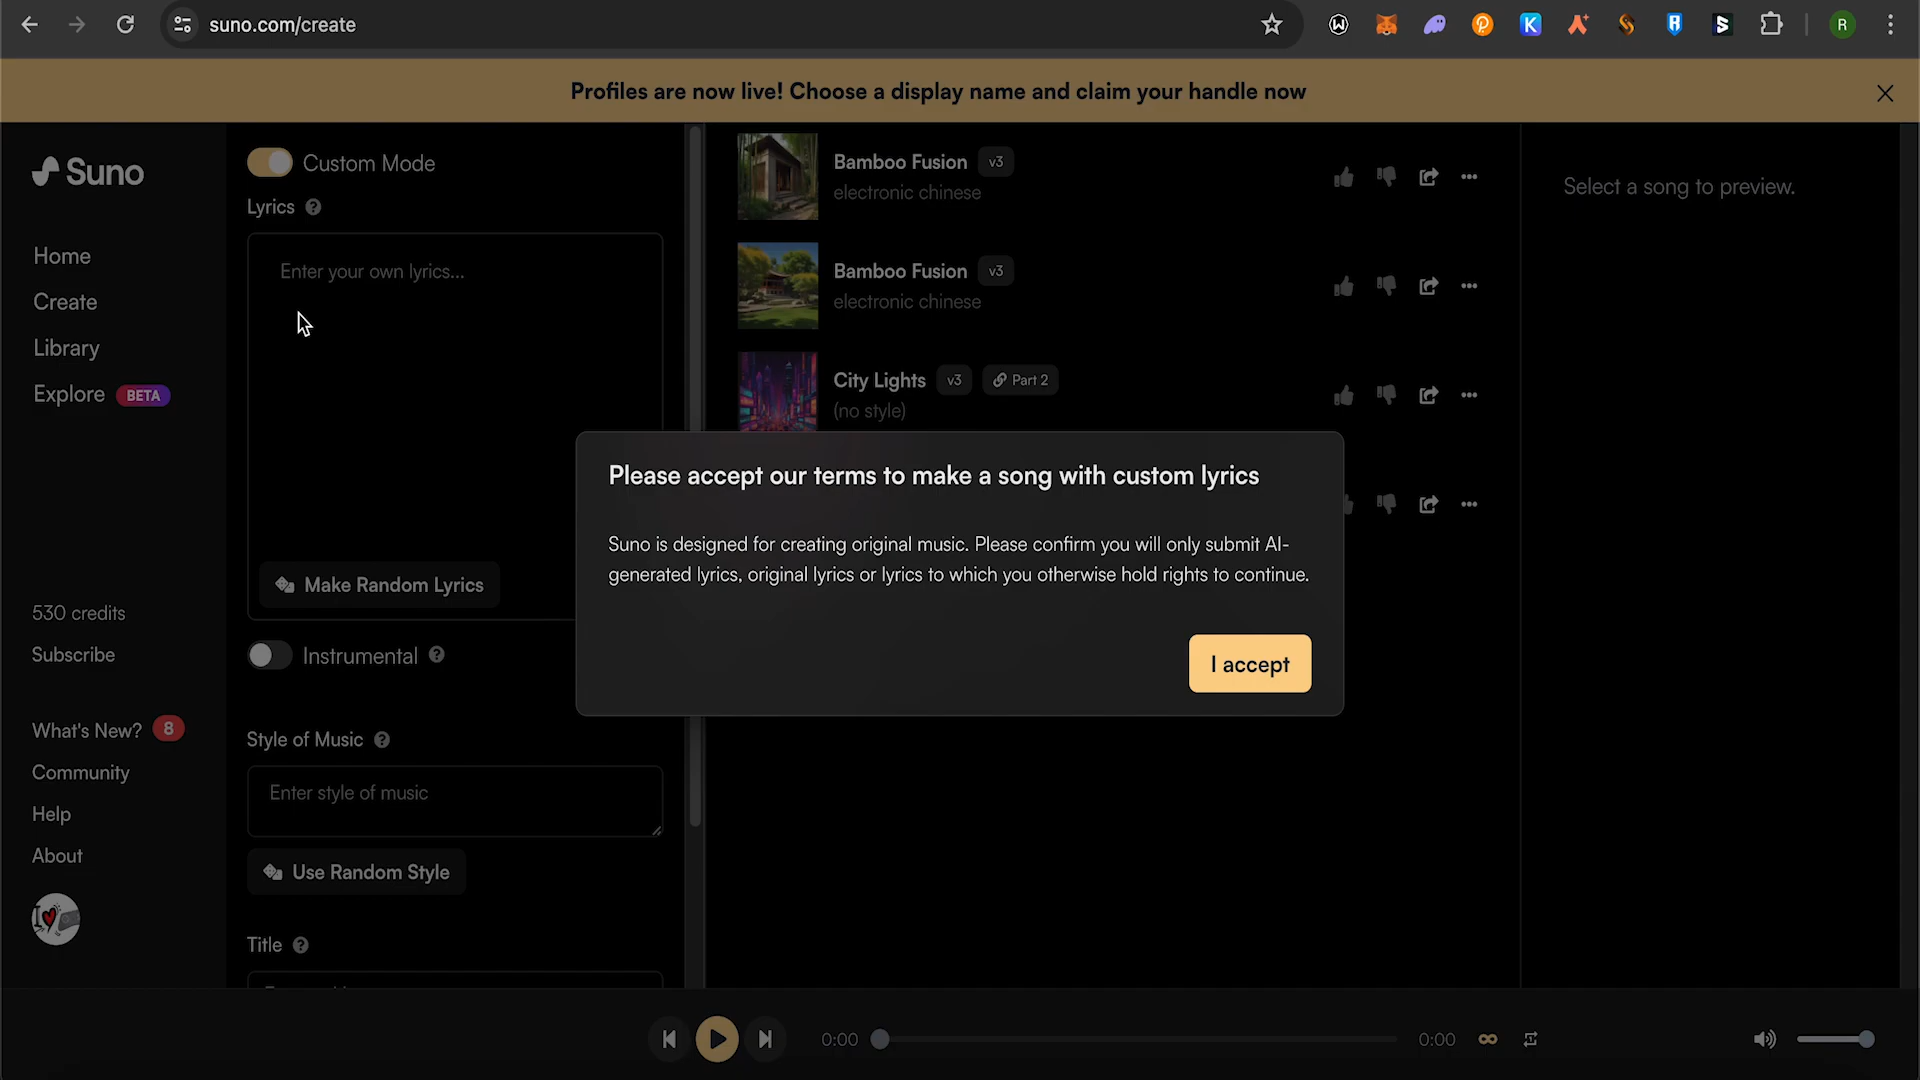 suno.com/create
R
Profiles are now live! Choose a display name and claim your handle now
Suno
Home
Create
Library
Explore BETA
530 credits
Subscribe
What's New? 8
Community
Help
About
Custom Mode
Lyrics
Enter your own lyrics...
Make Random Lyrics
Instrumental
Style of Music
Enter style of music
Use Random Style
Title
Bamboo Fusion v3
electronic chinese
Bamboo Fusion v3
electronic chinese
City Lights v3 Part 2
(no style)
Select a song to preview.
Please accept our terms to make a song with custom lyrics
Suno is designed for creating original music. Please confirm you will only submit AI-
generated lyrics, original lyrics or lyrics to which you otherwise hold rights to continue.
I accept
0:00
0:00